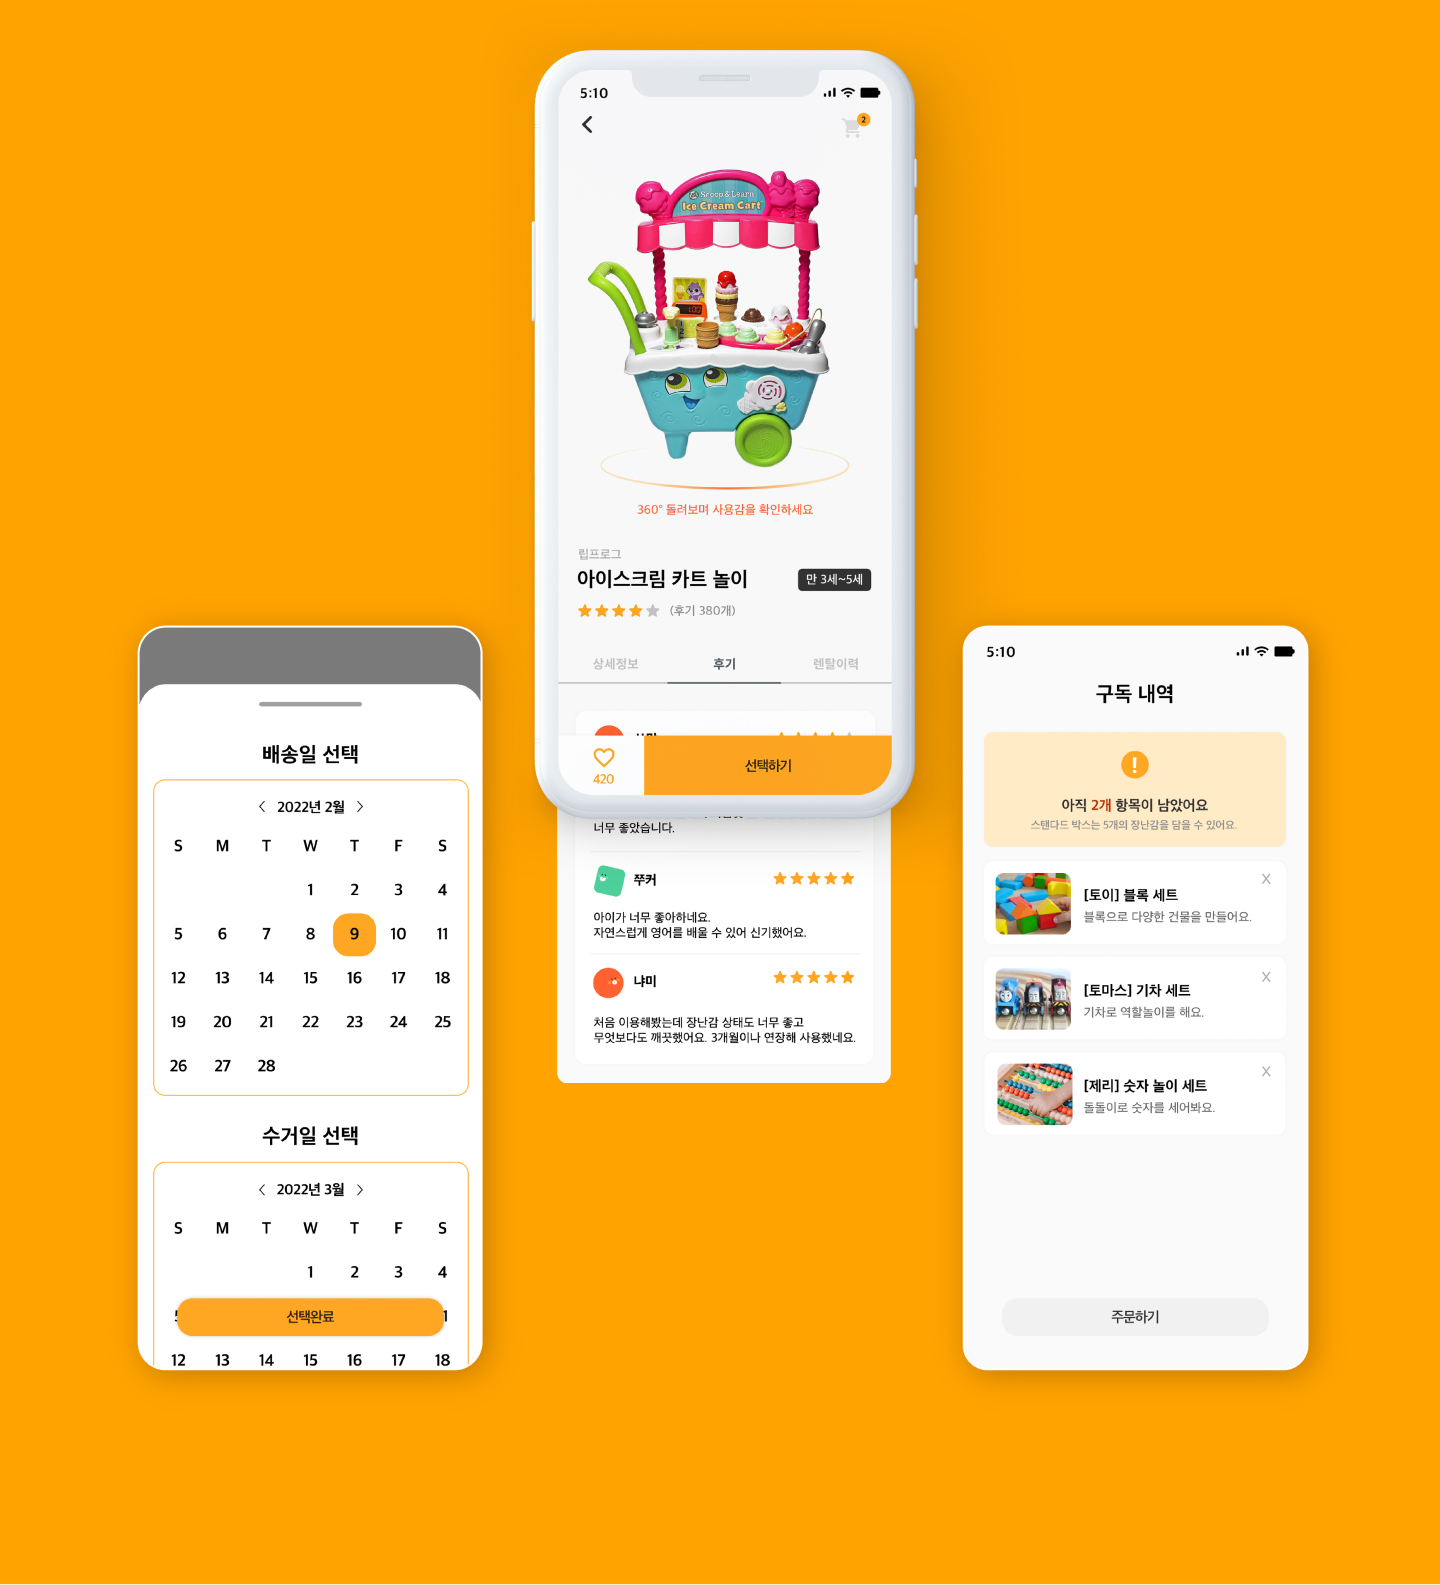 5:10
2
Scoop & Learn
Ice Cream Cart
360° 돌려보며 사용감을 확인하세요
립프로그
아이스크림 카트 놀이
만 3세~5세
(후기 380개)
상세정보 후기 렌탈이력
420
선택하기
너무 좋았습니다.
쭈커
아이가 너무 좋아하네요.
자연스럽게 영어를 배울 수 있어 신기했어요.
냐미
처음 이용해봤는데 장난감 상태도 너무 좋고
무엇보다도 깨끗했어요. 3개월이나 연장해 사용했네요.
배송일 선택
2022년 2월
S M T W T F S
1 2 3 4
5 6 7 8 9 10 11
12 13 14 15 16 17 18
19 20 21 22 23 24 25
26 27 28
수거일 선택
2022년 3월
S M T W T F S
1 2 3 4
선택완료
12 13 14 15 16 17 18
5:10
구독 내역
!
아직 2개 항목이 남았어요
스탠다드 박스는 5개의 장난감을 담을 수 있어요.
X
[토이] 블록 세트
블록으로 다양한 건물을 만들어요.
X
[토마스] 기차 세트
기차로 역할놀이를 해요.
X
[제리] 숫자 놀이 세트
돌돌이로 숫자를 세어봐요.
주문하기